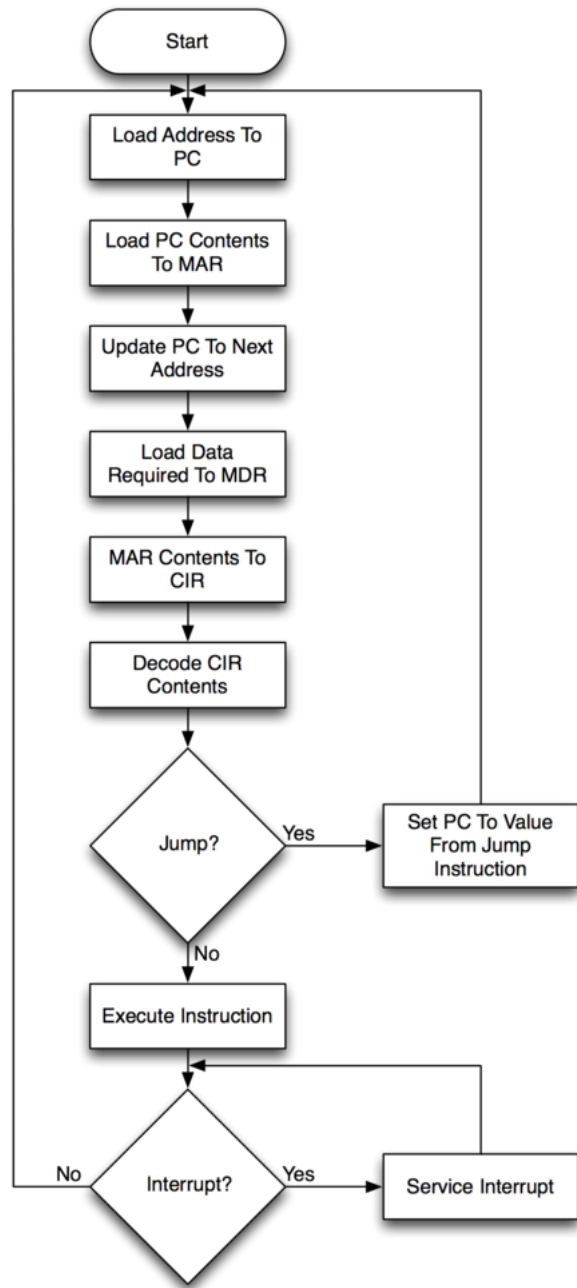 Start
Load Address To
PC
Load PC Contents
To MAR
Update PC To Next
Address
Load Data
Required To MDR
MAR Contents To
CIR
Decode CIR
Contents
Jump?
Yes
Set PC To Value
From Jump
Instruction
No
Execute Instruction
No
Interrupt?
Yes
Service Interrupt